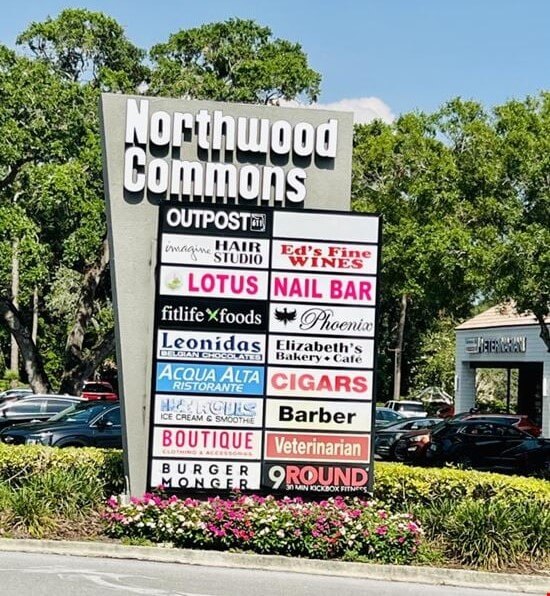 Northwood
Commons
OUTPOST 611
imagine HAIR STUDIO
Ed's Fine
WINES
LOTUS NAIL BAR
fitlife foods
Phoenix
Leonidas
BELGIAN CHOCOLATES
Elizabeth's
Bakery • Café
ACQUA ALTA
RISTORANTE
CIGARS
ICE CREAM & SMOOTHIE
Barber
BOUTIQUE
CLOTHING & ACCESSORIES
Veterinarian
BURGER
MONGER
9ROUND
30 MIN KICKBOX FITNESS
VETERINARIAN